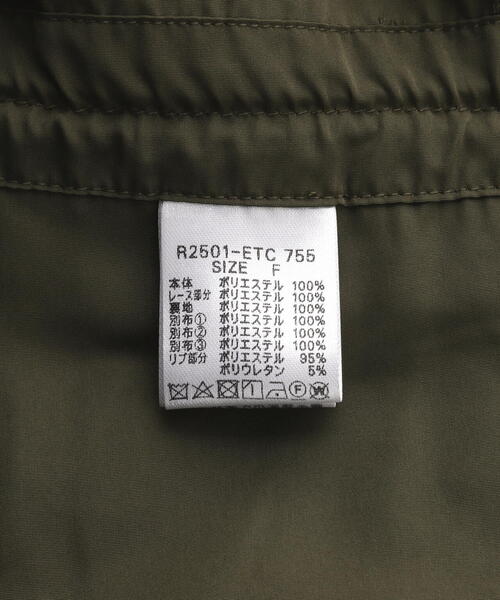 R2501-ETC 755
SIZE F
本体 ポリエステル 100%
レース部分 ポリエステル 100%
裏地 ポリエステル 100%
別布① ポリエステル 100%
別布② ポリエステル 100%
別布③ ポリエステル 100%
リブ部分 ポリエステル 95%
ポリウレタン 5%